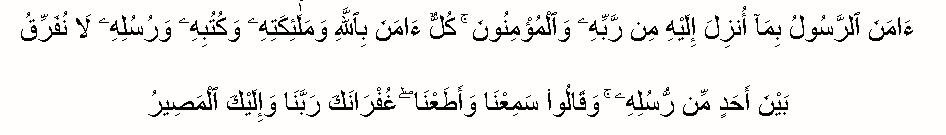 ءَامَنَ ٱلرَّسُولُ بِمَآ أُنزِلَ إِلَيْهِ مِن رَّبِّهِۦ وَٱلْمُؤْمِنُونَ ۚ كُلٌّ ءَامَنَ بِٱللَّهِ وَمَلَـٰٓئِكَتِهِۦ وَكُتُبِهِۦ وَرُسُلِهِۦ لَا نُفَرِّقُ
بَيْنَ أَحَدٍ مِّن رُّسُلِهِۦ ۚ وَقَالُوا۟ سَمِعْنَا وَأَطَعْنَا ۖ غُفْرَانَكَ رَبَّنَا وَإِلَيْكَ ٱلْمَصِيرُ